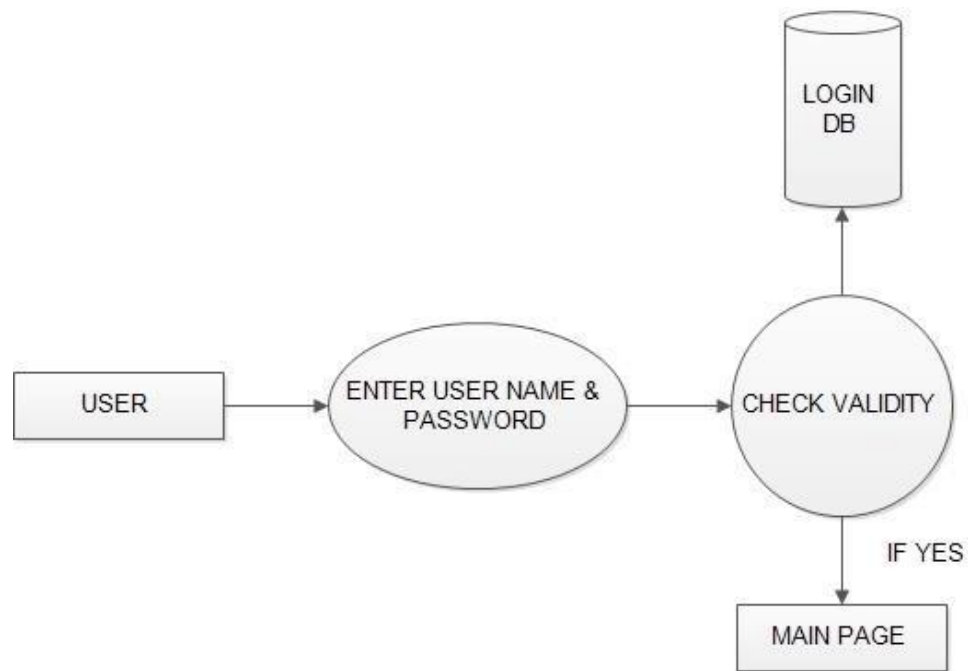 LOGIN
DB
USER
ENTER USER NAME &
PASSWORD
CHECK VALIDITY
IF YES
MAIN PAGE